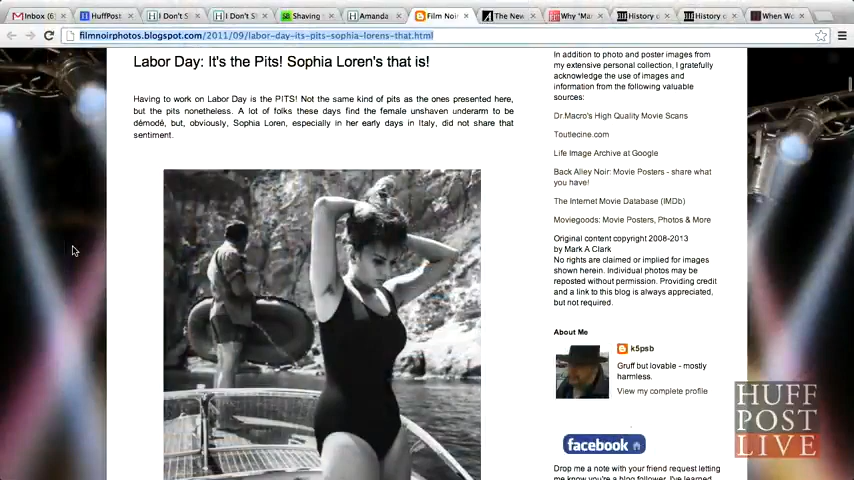 Inbox (6)
HuffPost
I Don't S
I Don't S
Shaving
Amanda
Film Noir
The New
Why "Mar
History c
History c
When Wo
filmnoirphotos.blogspot.com/2011/09/labor-day-its-pits-sophia-lorens-that.html
Labor Day: It's the Pits! Sophia Loren's that is!
Having to work on Labor Day is the PITS! Not the same kind of pits as the ones presented here,
but the pits nonetheless. A lot of folks these days find the female unshaven underarm to be
démodé, but, obviously, Sophia Loren, especially in her early days in Italy, did not share that
sentiment.
In addition to photo and poster images from
my extensive personal collection, I gratefully
acknowledge the use of images and
information from the following valuable
sources:
Dr.Macro's High Quality Movie Scans
Toutlecine.com
Life Image Archive at Google
Back Alley Noir: Movie Posters - share what
you have!
The Internet Movie Database (IMDb)
Moviegoods: Movie Posters, Photos & More
Original content copyright 2008-2013
by Mark A Clark
No rights are claimed or implied for images
shown herein. Individual photos may be
reposted without permission. Providing credit
and a link to this blog is always appreciated,
but not required.
About Me
k5psb
Gruff but lovable - mostly
harmless.
View my complete profile
facebook
Drop me a note with your friend request letting
me know you're a blog follower. I've learned
HUFF
POST
LIVE